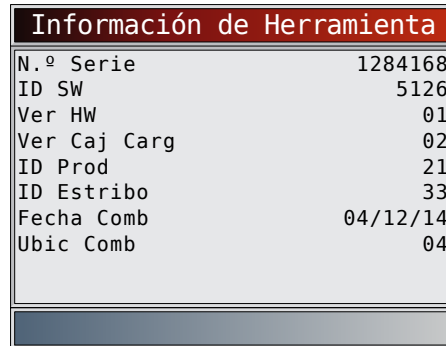 Información de Herramienta
N.º Serie 1284168
ID SW 5126
Ver HW 01
Ver Caj Carg 02
ID Prod 21
ID Estribo 33
Fecha Comb 04/12/14
Ubic Comb 04